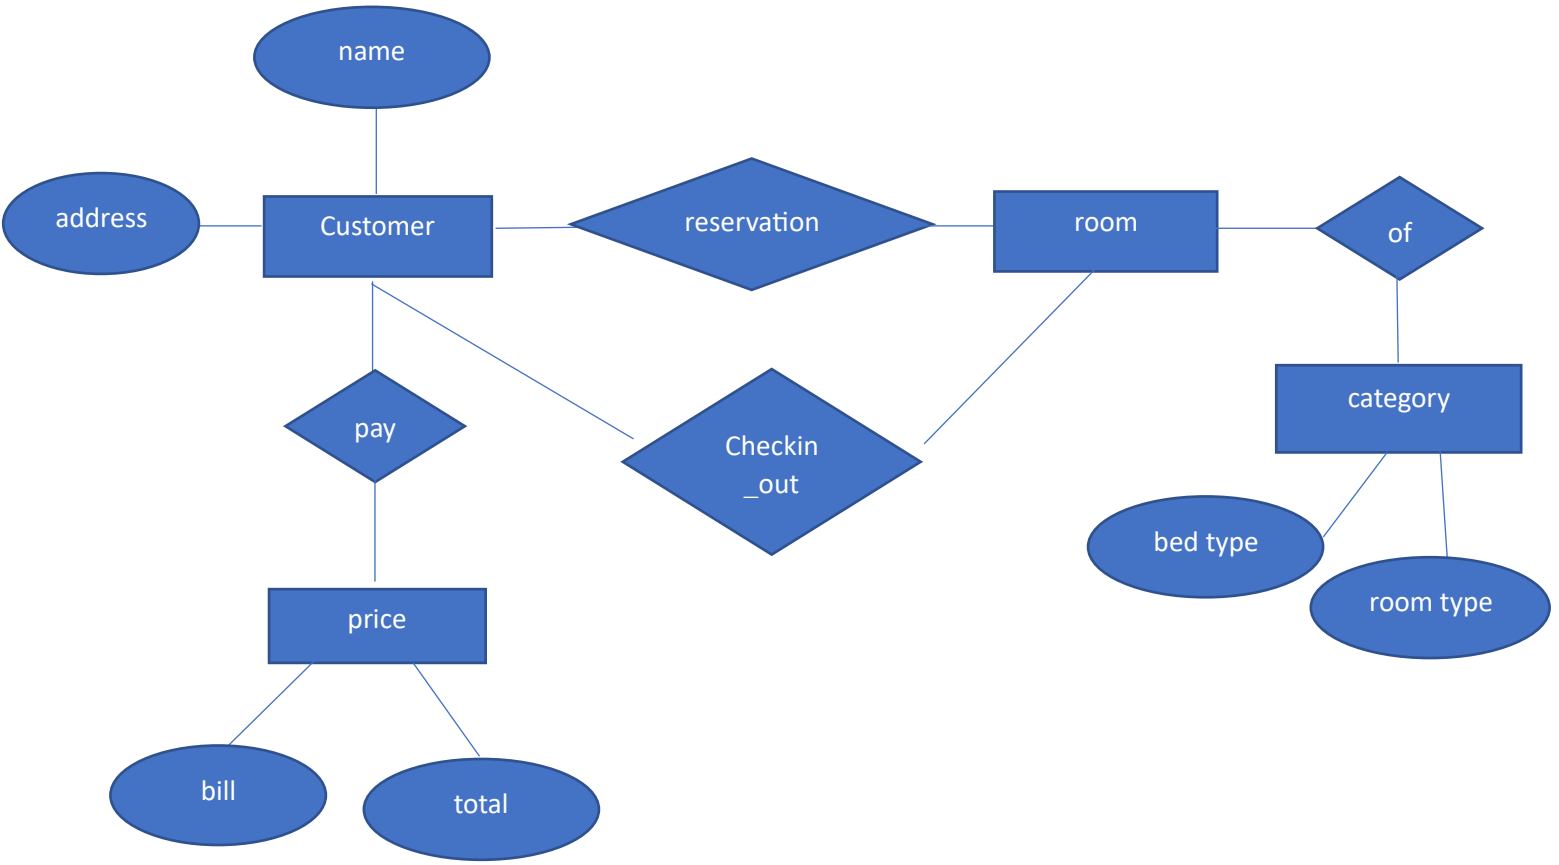 name
address
Customer
reservation
room
of
category
pay
Checkin
_out
bed type
room type
price
bill
total